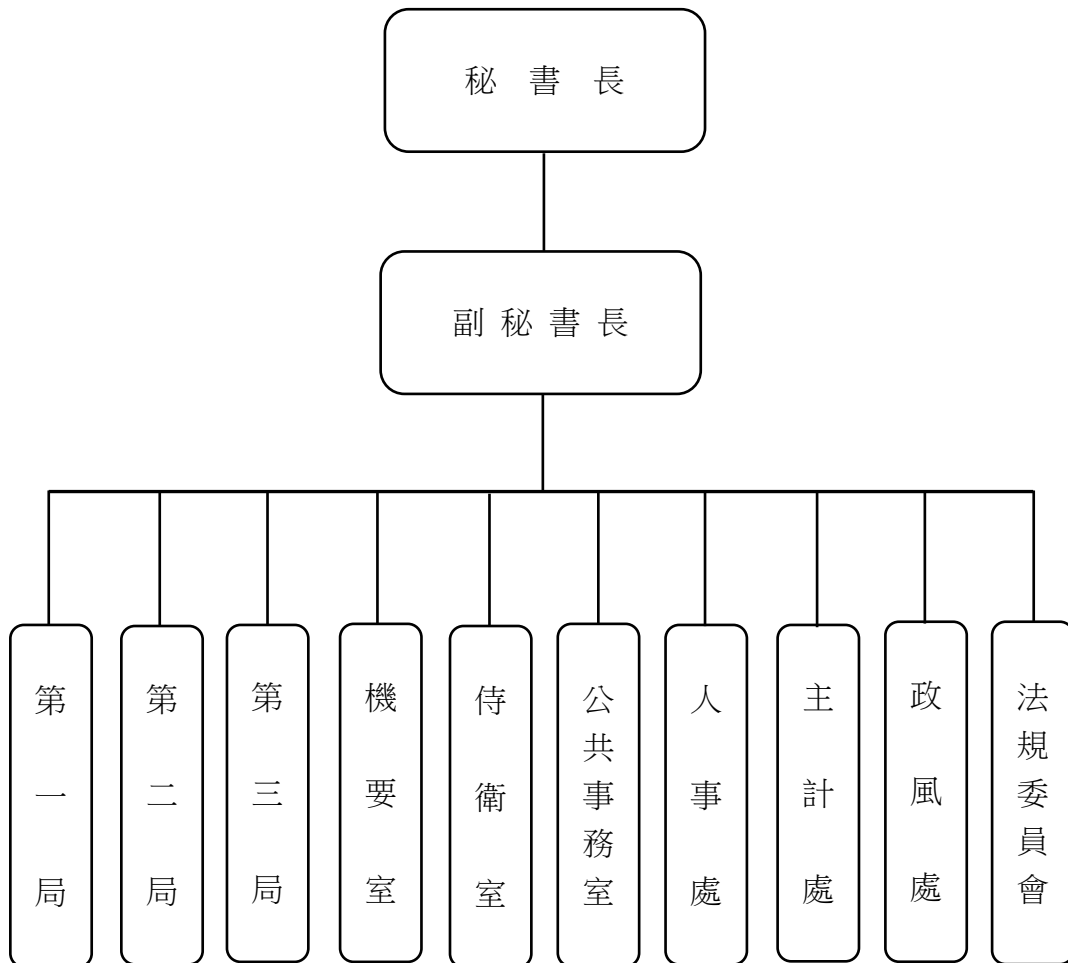 秘書長
副秘書長
第一局
第二局
第三局
機要室
侍衛室
公共事務室
人事處
主計處
政風處
法規委員會